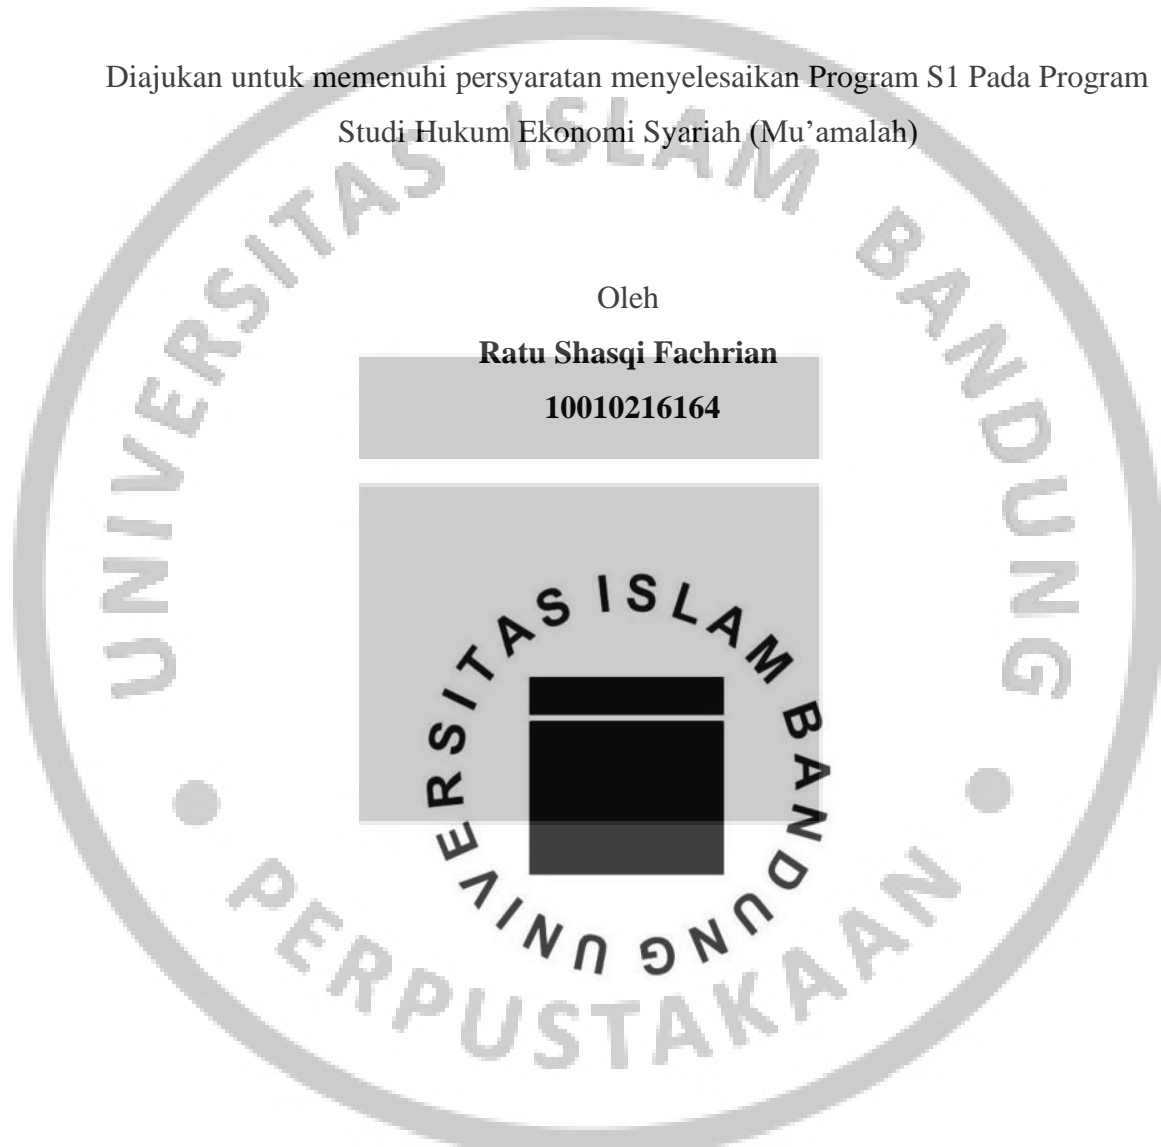 Diajukan untuk memenuhi persyaratan menyelesaikan Program S1 Pada Program
Studi Hukum Ekonomi Syariah (Mu’amalah)
Oleh
Ratu Shasqi Fachrian
10010216164
UNIVERSITAS ISLAM BANDUNG
PERPUSTAKAAN
UNIVERSITAS ISLAM BANDUNG